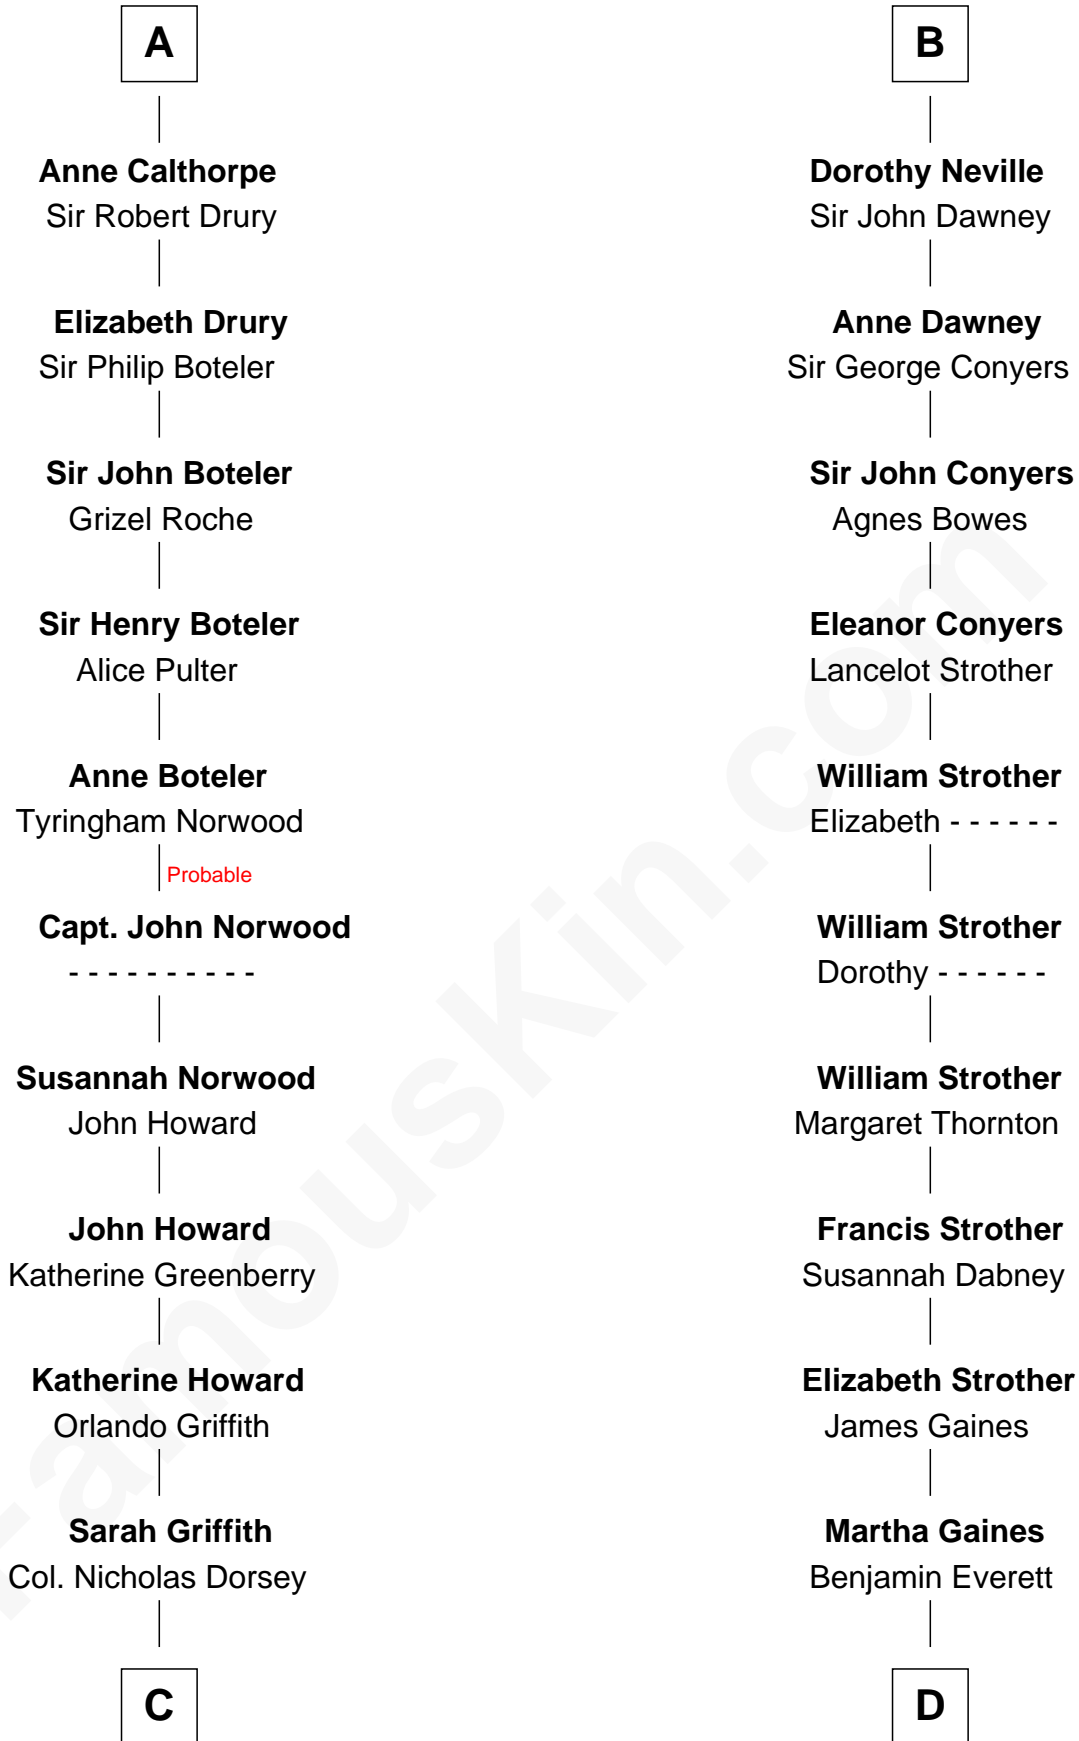 A
Anne Calthorpe
Sir Robert Drury
Elizabeth Drury
Sir Philip Boteler
Sir John Boteler
Grizel Roche
Sir Henry Boteler
Alice Pulter
Anne Boteler
Tyringham Norwood
Probable
Capt. John Norwood
- - - - - - - - - -
Susannah Norwood
John Howard
John Howard
Katherine Greenberry
Katherine Howard
Orlando Griffith
Sarah Griffith
Col. Nicholas Dorsey
C
B
Dorothy Neville
Sir John Dawney
Anne Dawney
Sir George Conyers
Sir John Conyers
Agnes Bowes
Eleanor Conyers
Lancelot Strother
William Strother
Elizabeth - - - - - -
William Strother
Dorothy - - - - - -
William Strother
Margaret Thornton
Francis Strother
Susannah Dabney
Elizabeth Strother
James Gaines
Martha Gaines
Benjamin Everett
D
FamousKin.com